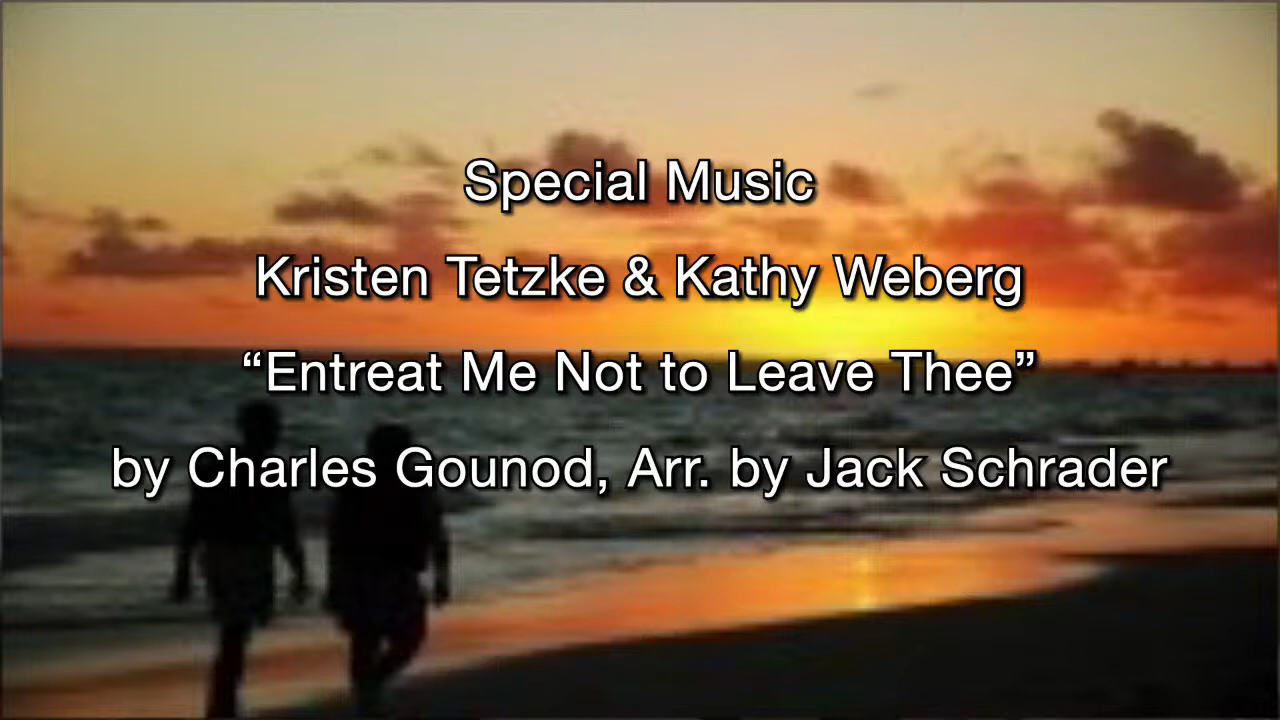 Special Music
Kristen Tetzke & Kathy Weberg
“Entreat Me Not to Leave Thee”
by Charles Gounod, Arr. by Jack Schrader